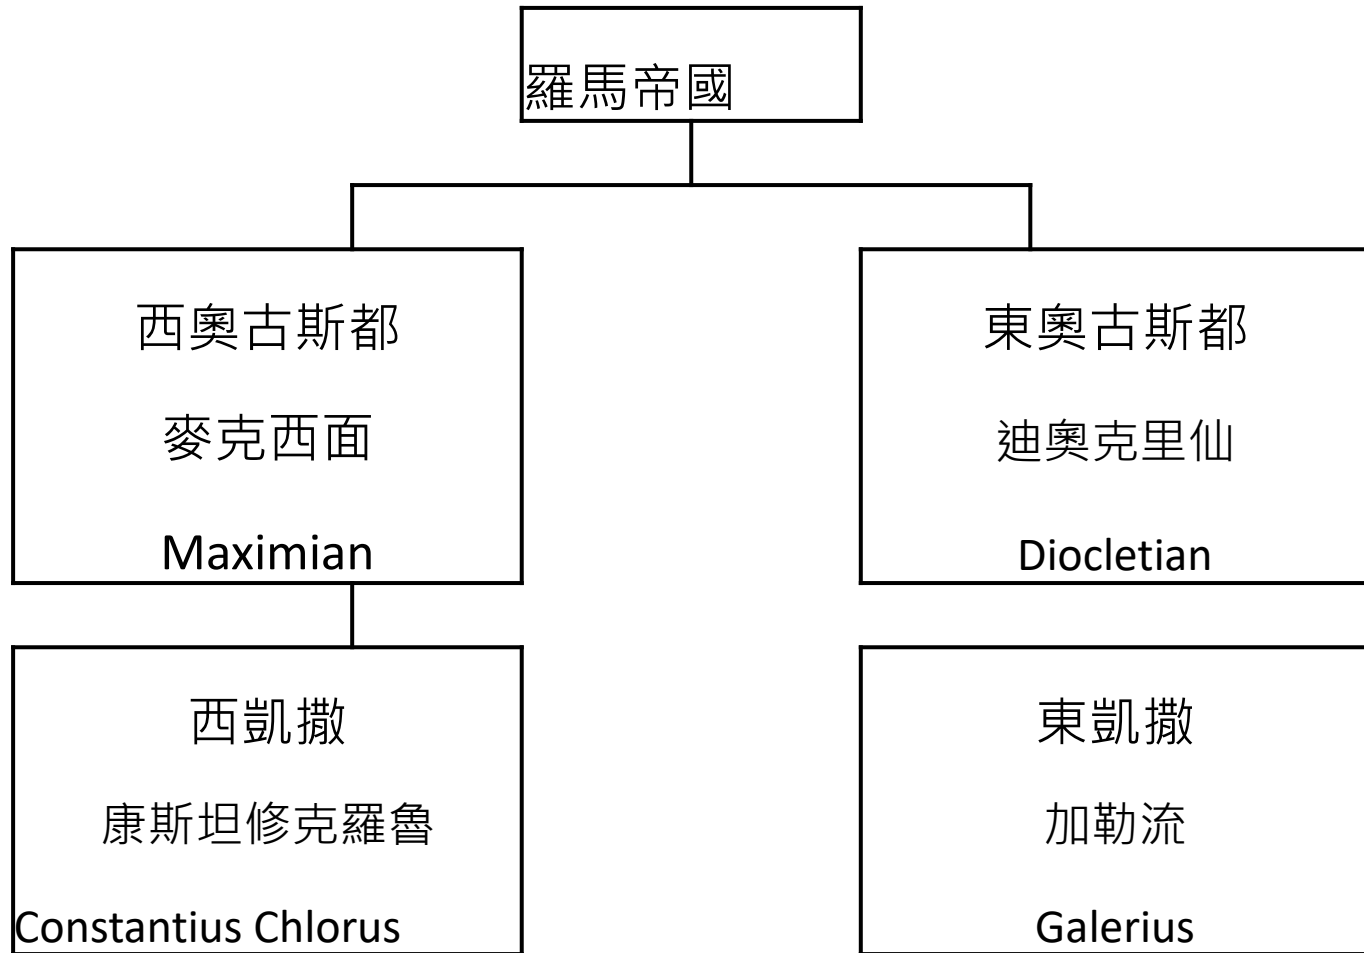 羅馬帝國
西奧古斯都
麥克西面
Maximian
東奧古斯都
迪奧克里仙
Diocletian
西凱撒
康斯坦修克羅魯
Constantius Chlorus
東凱撒
加勒流
Galerius